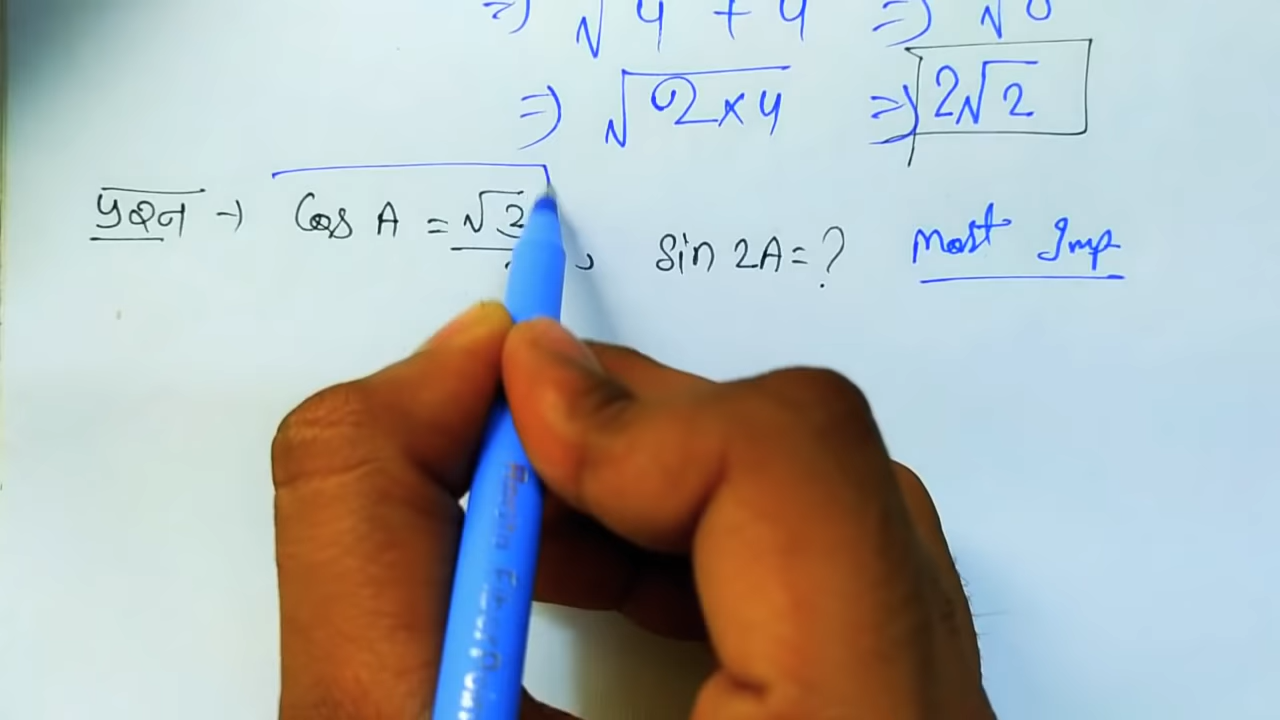 =) √4 + 4 =) √8
=) √2×4 =) 2√2
प्रश्न → Cos A = √3, sin 2A = ? Most Imp